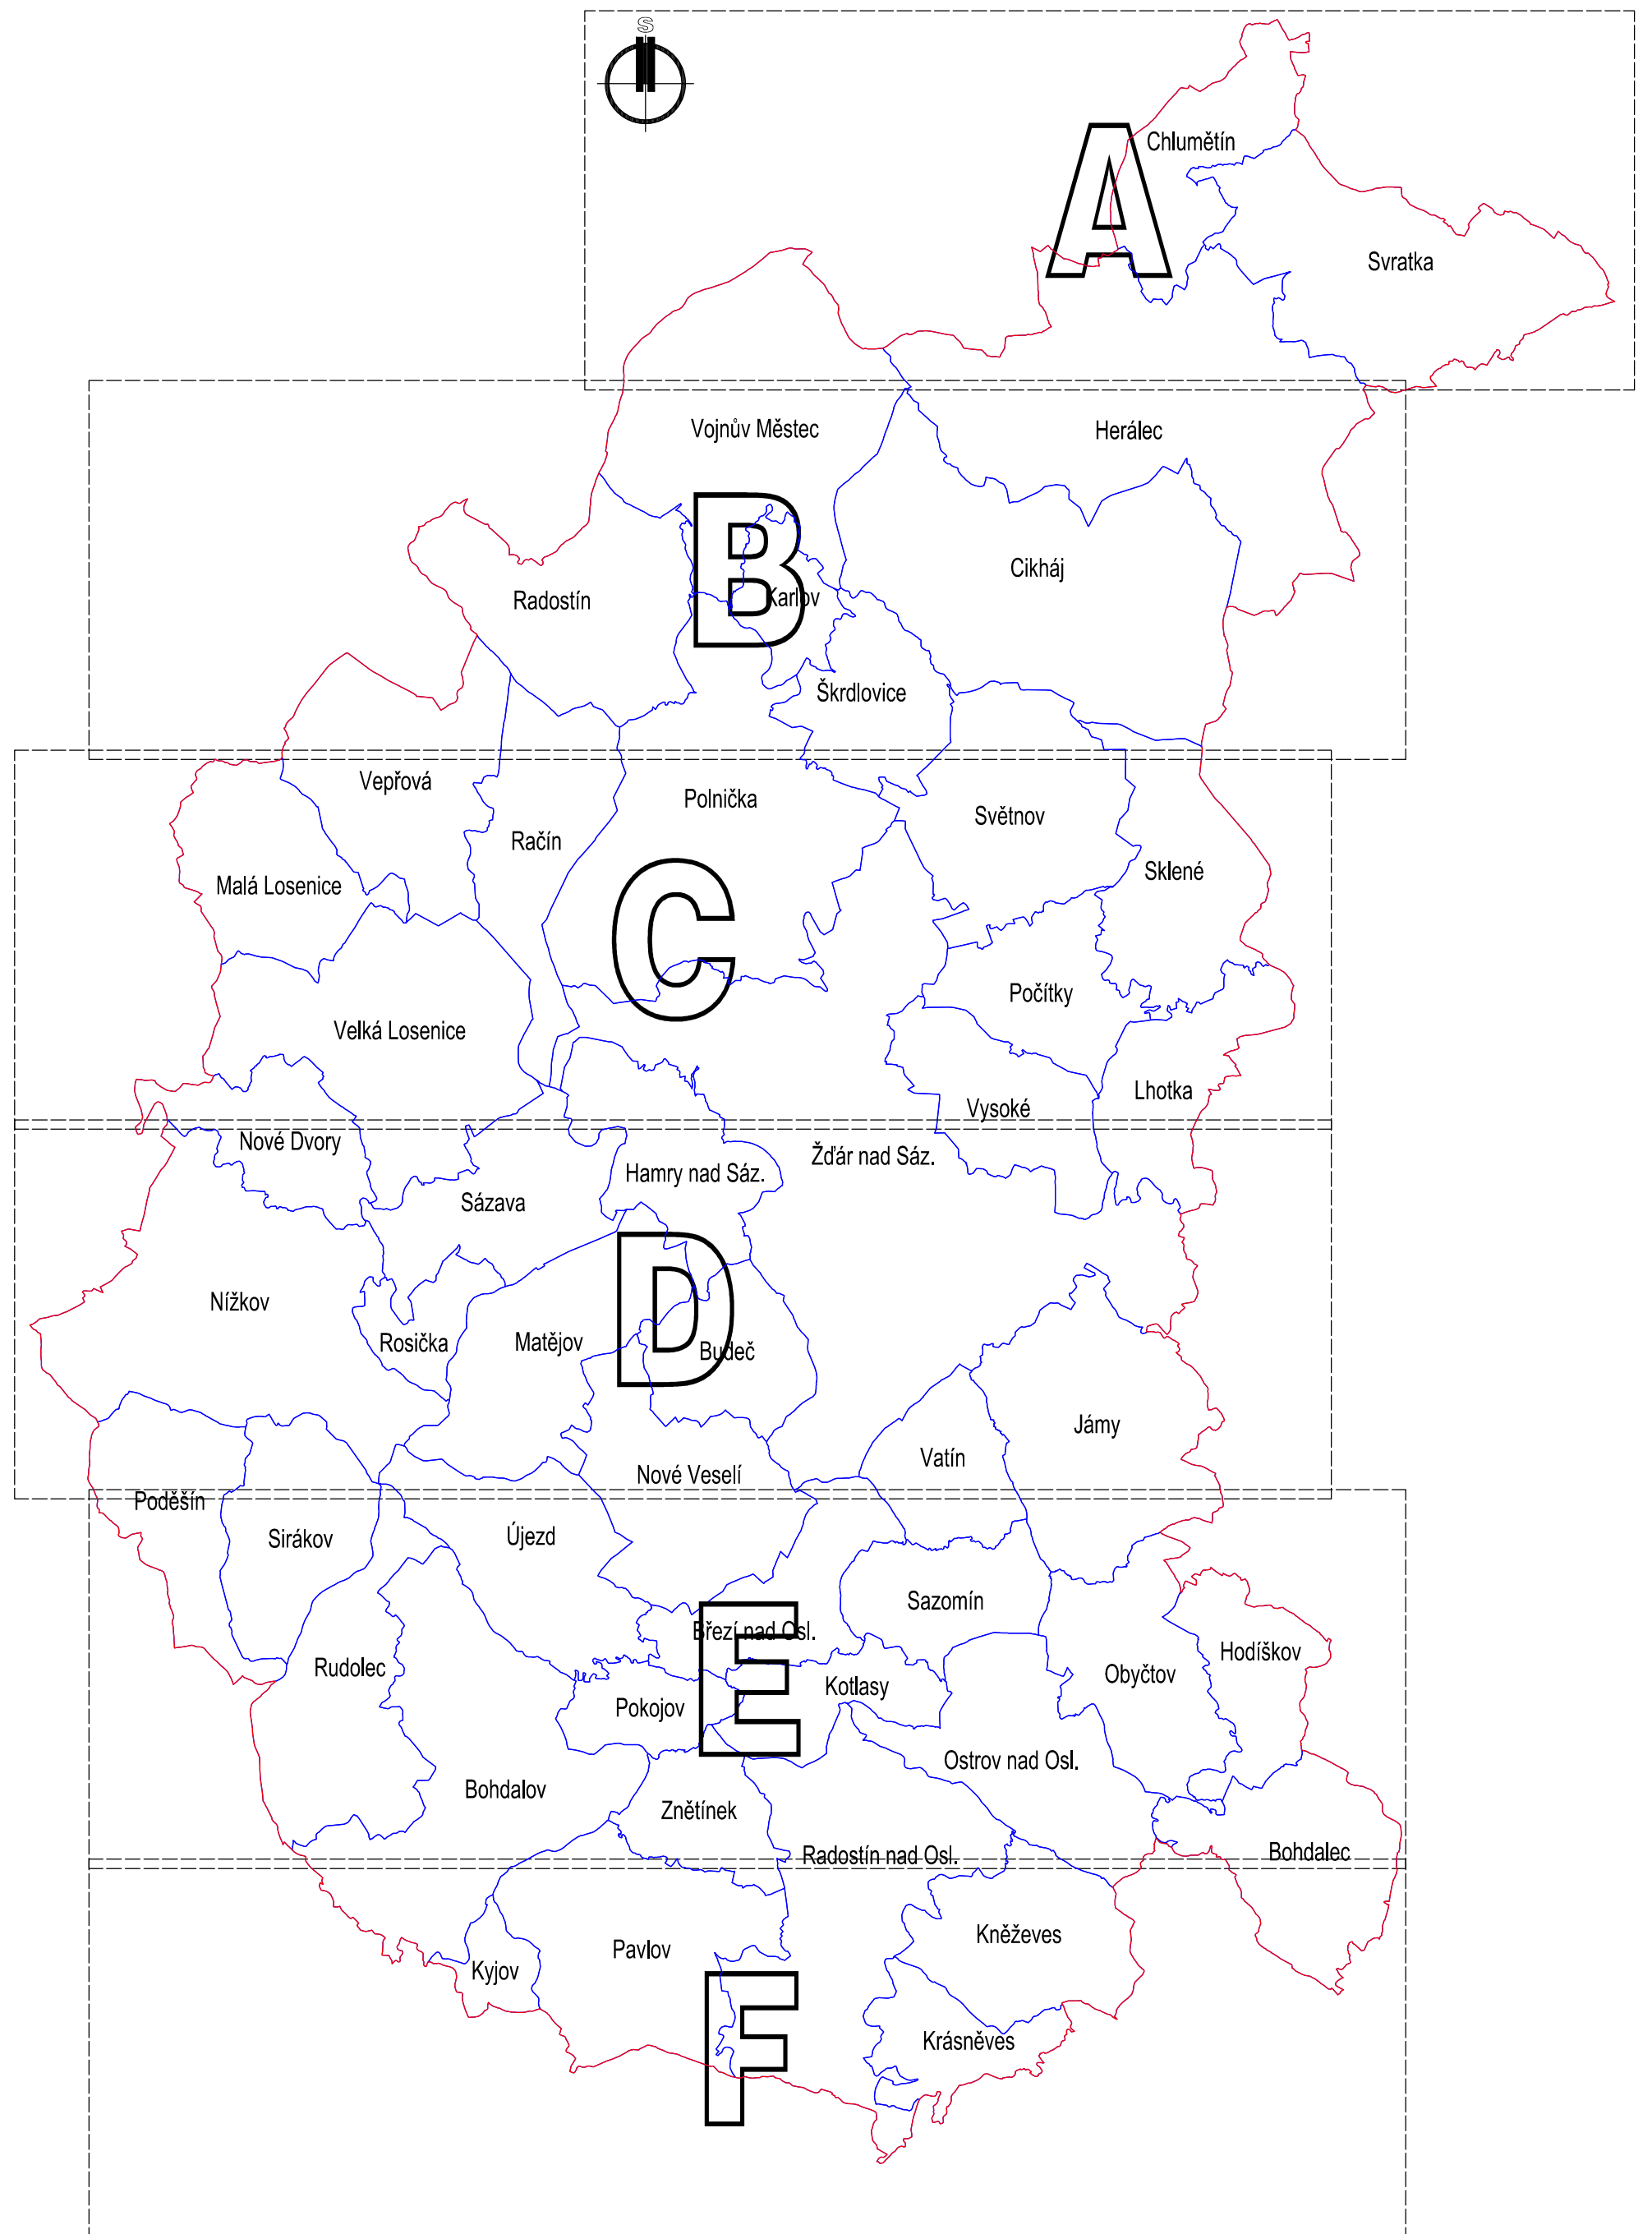 S
A
Chlumětín
Svratka
Vojnův Městec
Herálec
B
Cikháj
Radostín
Karlov
Škrdlovice
Vepřová
Polnička
Světnov
Račín
Sklené
Malá Losenice
C
Počítky
Velká Losenice
Lhotka
Vysoké
Nové Dvory
Žďár nad Sáz.
Hamry nad Sáz.
Sázava
D
Nížkov
Rosička
Matějov
Budeč
Jámy
Vatín
Nové Veselí
Poděšín
Újezd
Sirákov
Sazomín
E
Březí nad Osl.
Hodíškov
Rudolec
Obyčtov
Kotlasy
Pokojov
Ostrov nad Osl.
Bohdalov
Znětínek
Radostín nad Osl.
Bohdalec
Kněževes
Pavlov
Kyjov
F
Krásněves